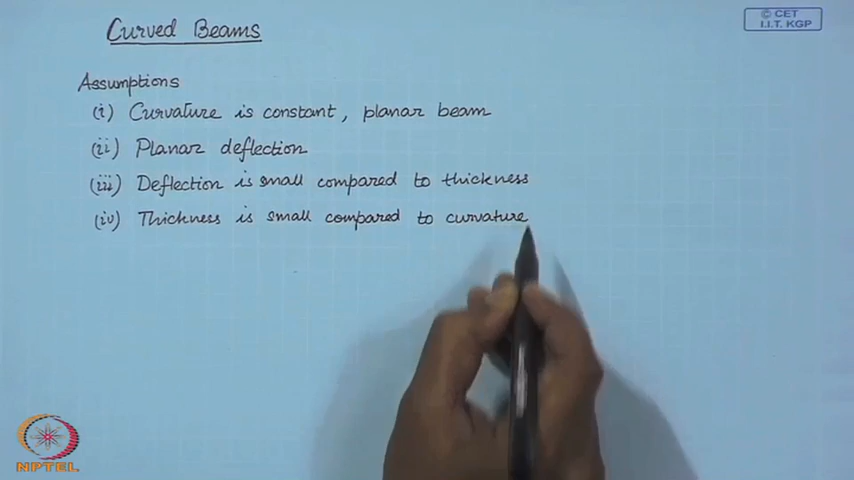 Curved Beams
© CET
I.I.T. KGP
Assumptions
(i) Curvature is constant, planar beam
(ii) Planar deflection
(iii) Deflection is small compared to thickness
(iv) Thickness is small compared to curvature
NPTEL